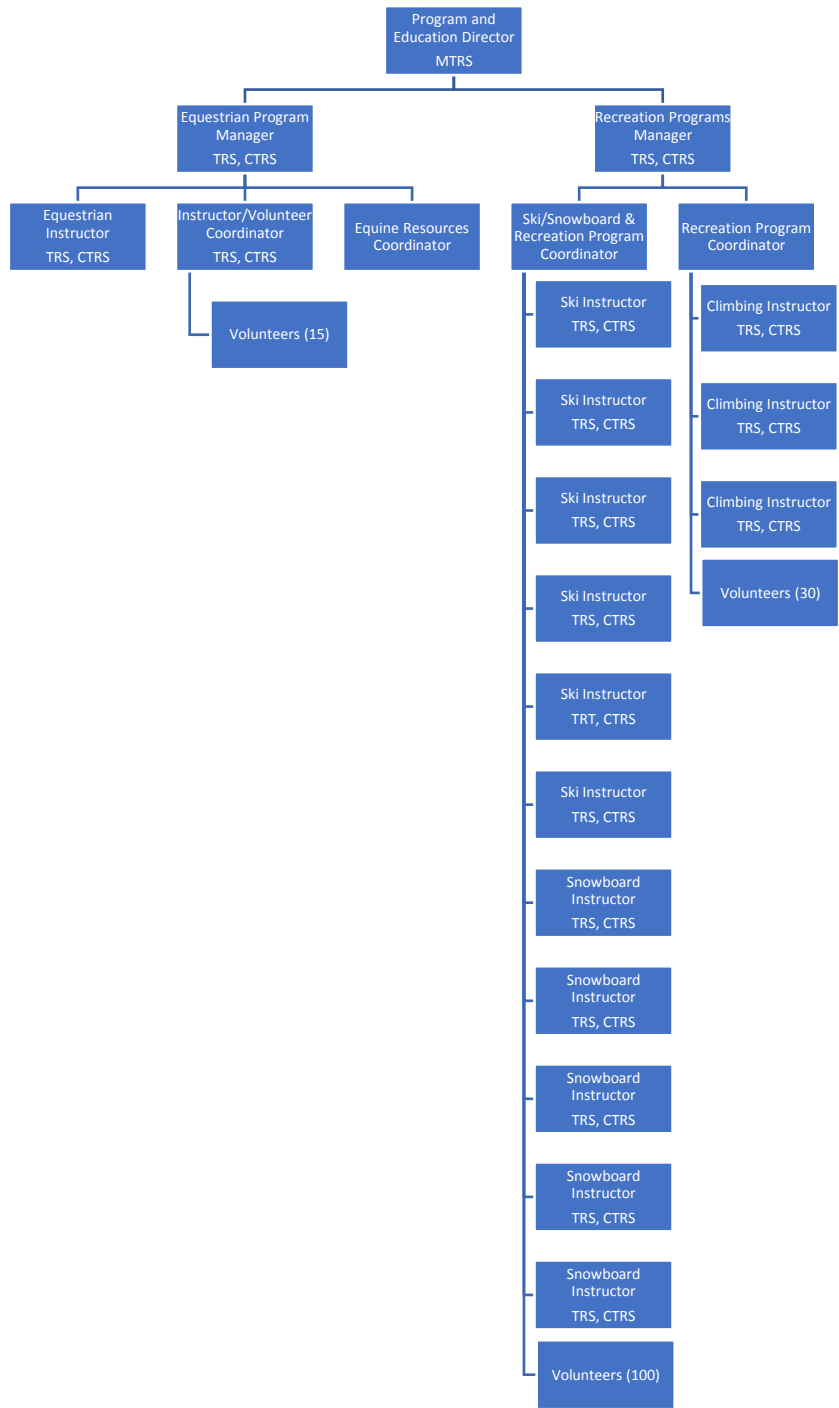 Program and
Education Director
MTRS
Equestrian Program
Manager
TRS, CTRS
Recreation Programs
Manager
TRS, CTRS
Equestrian
Instructor
TRS, CTRS
Instructor/Volunteer
Coordinator
TRS, CTRS
Equine Resources
Coordinator
Ski/Snowboard &
Recreation Program
Coordinator
Recreation Program
Coordinator
Volunteers (15)
Ski Instructor
TRS, CTRS
Ski Instructor
TRS, CTRS
Ski Instructor
TRS, CTRS
Ski Instructor
TRS, CTRS
Ski Instructor
TRT, CTRS
Ski Instructor
TRS, CTRS
Snowboard
Instructor
TRS, CTRS
Snowboard
Instructor
TRS, CTRS
Snowboard
Instructor
TRS, CTRS
Snowboard
Instructor
TRS, CTRS
Snowboard
Instructor
TRS, CTRS
Volunteers (100)
Climbing Instructor
TRS, CTRS
Climbing Instructor
TRS, CTRS
Climbing Instructor
TRS, CTRS
Volunteers (30)